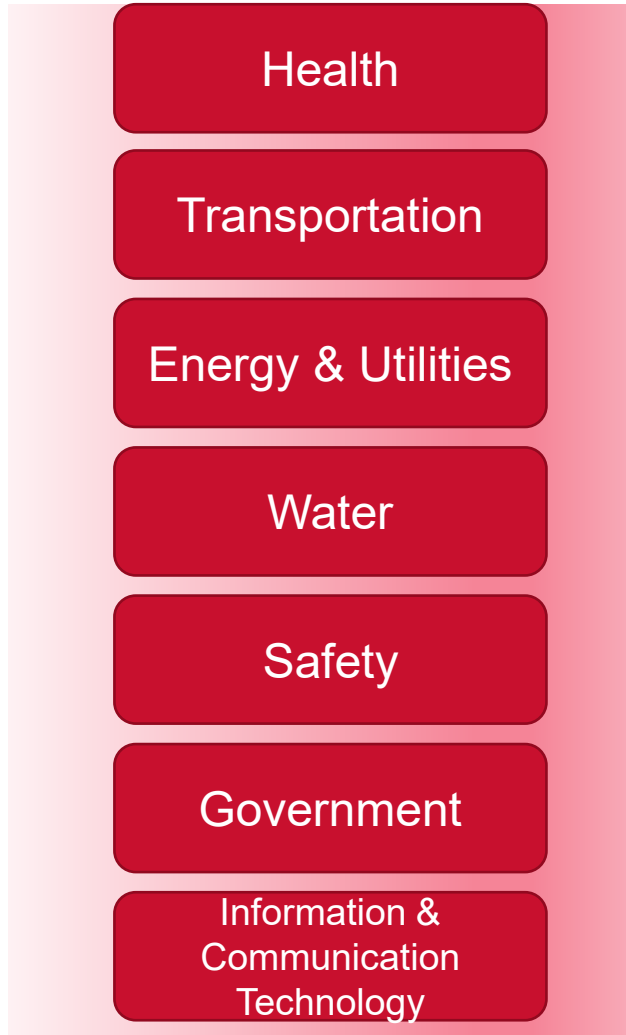 Health
Transportation
Energy & Utilities
Water
Safety
Government
Information &
Communication
Technology